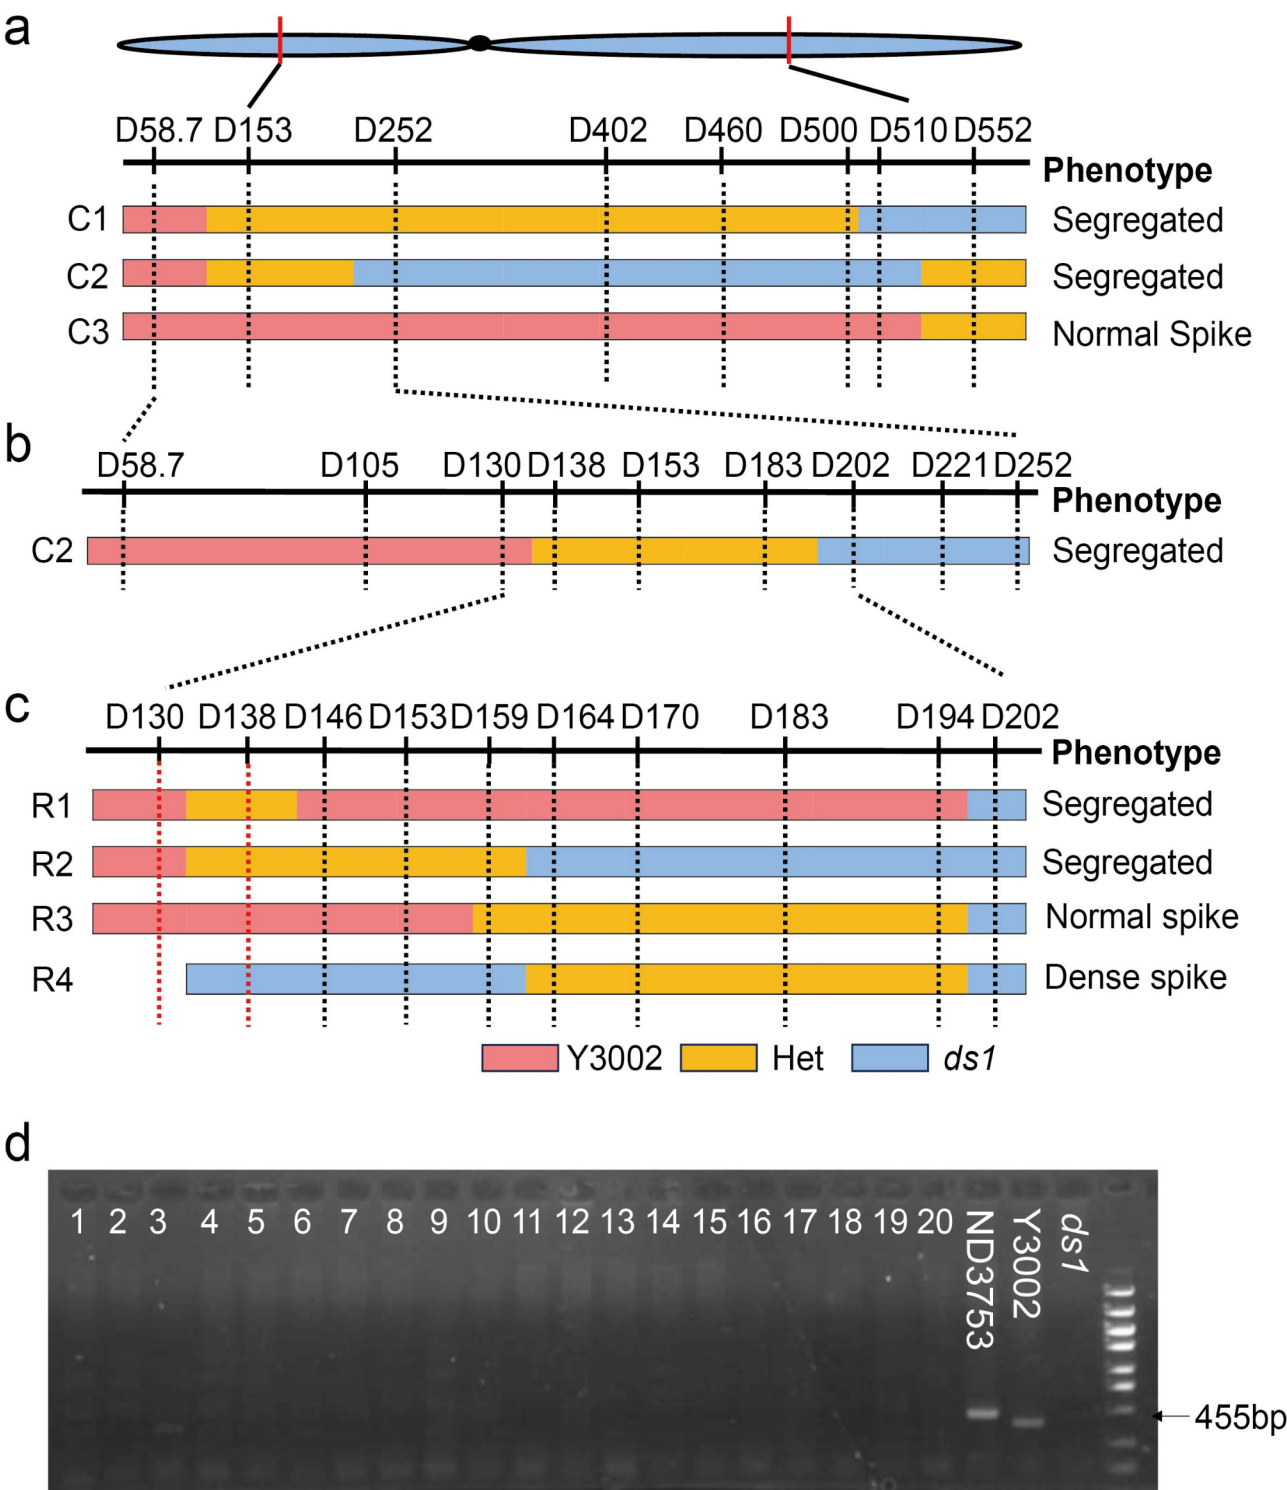 a
D58.7 D153 D252 D402 D460 D500 D510 D552
Phenotype
C1 Segregated
C2 Segregated
C3 Normal Spike
b
D58.7 D105 D130 D138 D153 D183 D202 D221 D252
Phenotype
C2 Segregated
c
D130 D138 D146 D153 D159 D164 D170 D183 D194 D202
Phenotype
R1 Segregated
R2 Segregated
R3 Normal spike
R4 Dense spike
Y3002 Het ds1
d
1 2 3 4 5 6 7 8 9 10 11 12 13 14 15 16 17 18 19 20 ND3753 Y3002 ds1
455bp